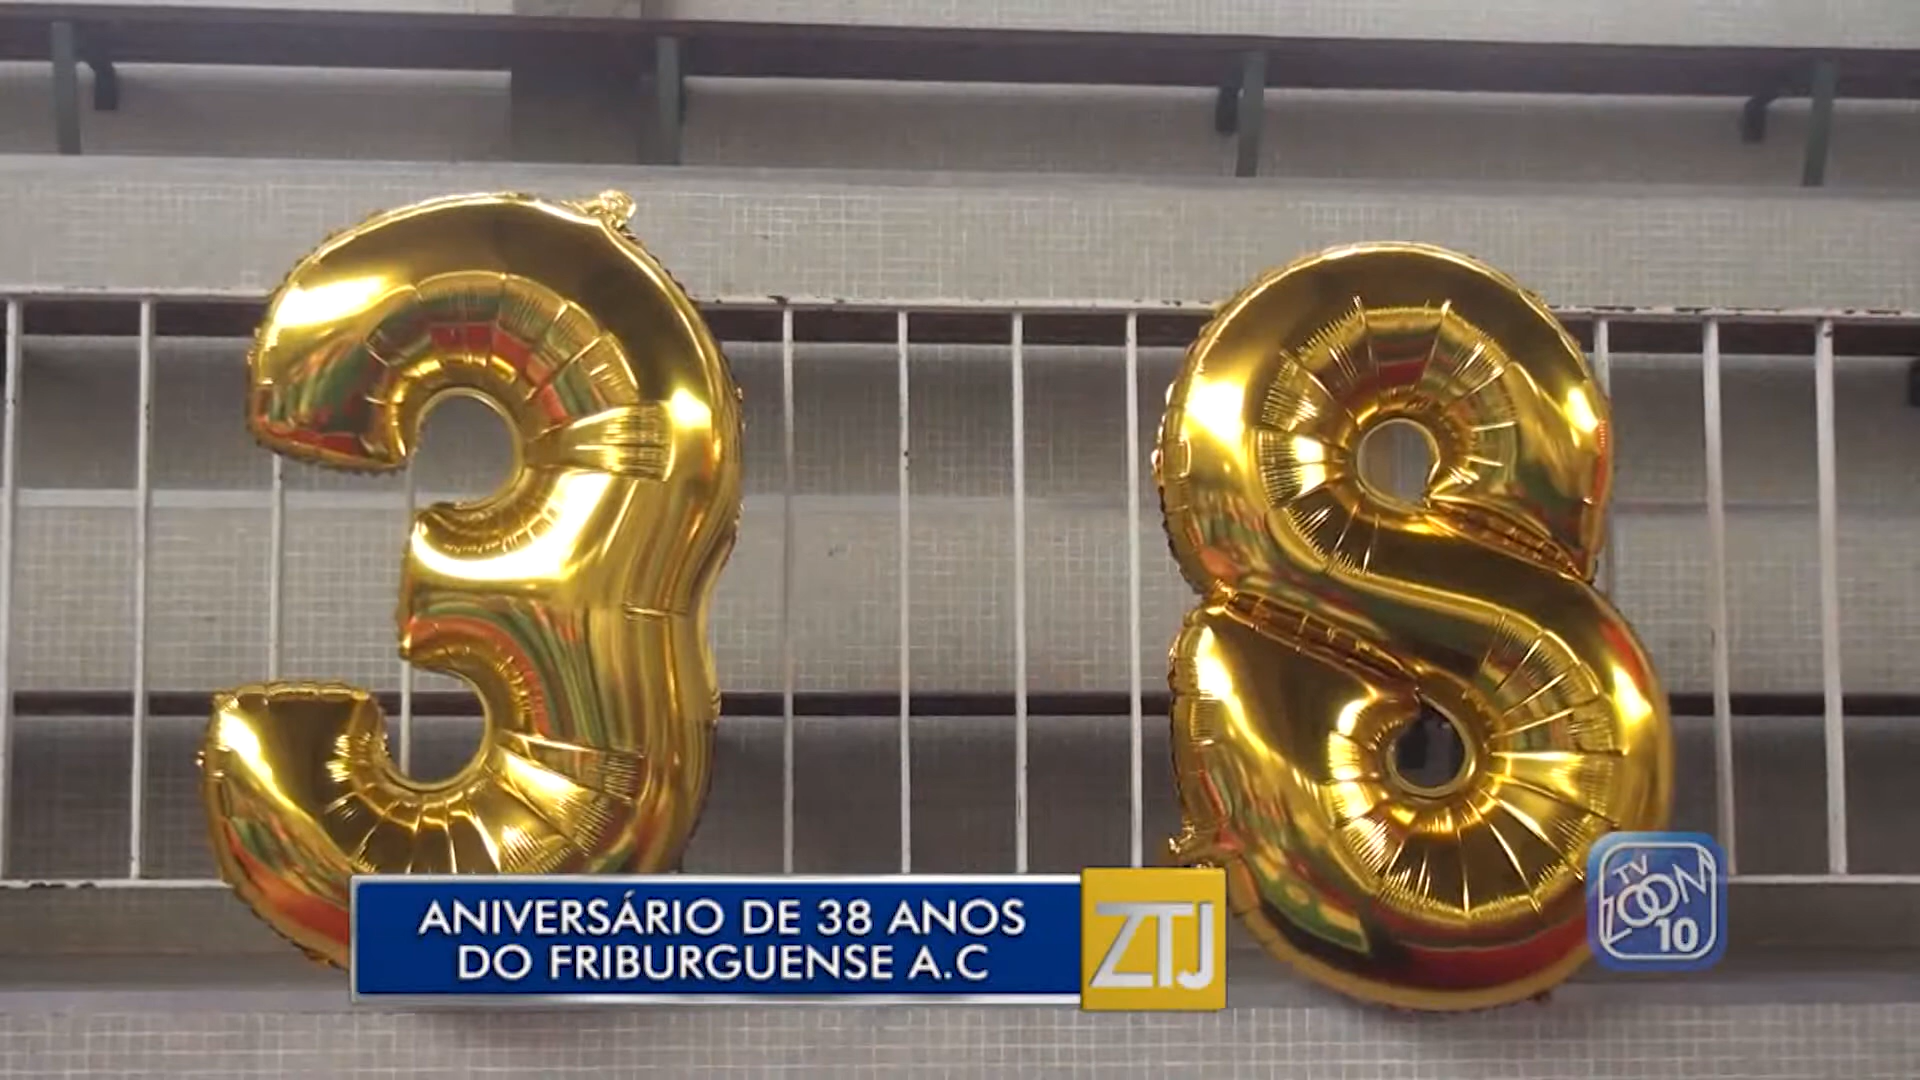 38
ANIVERSÁRIO DE 38 ANOS
DO FRIBURGUENSE A.C
ZTJ
TV
ZOOM
10